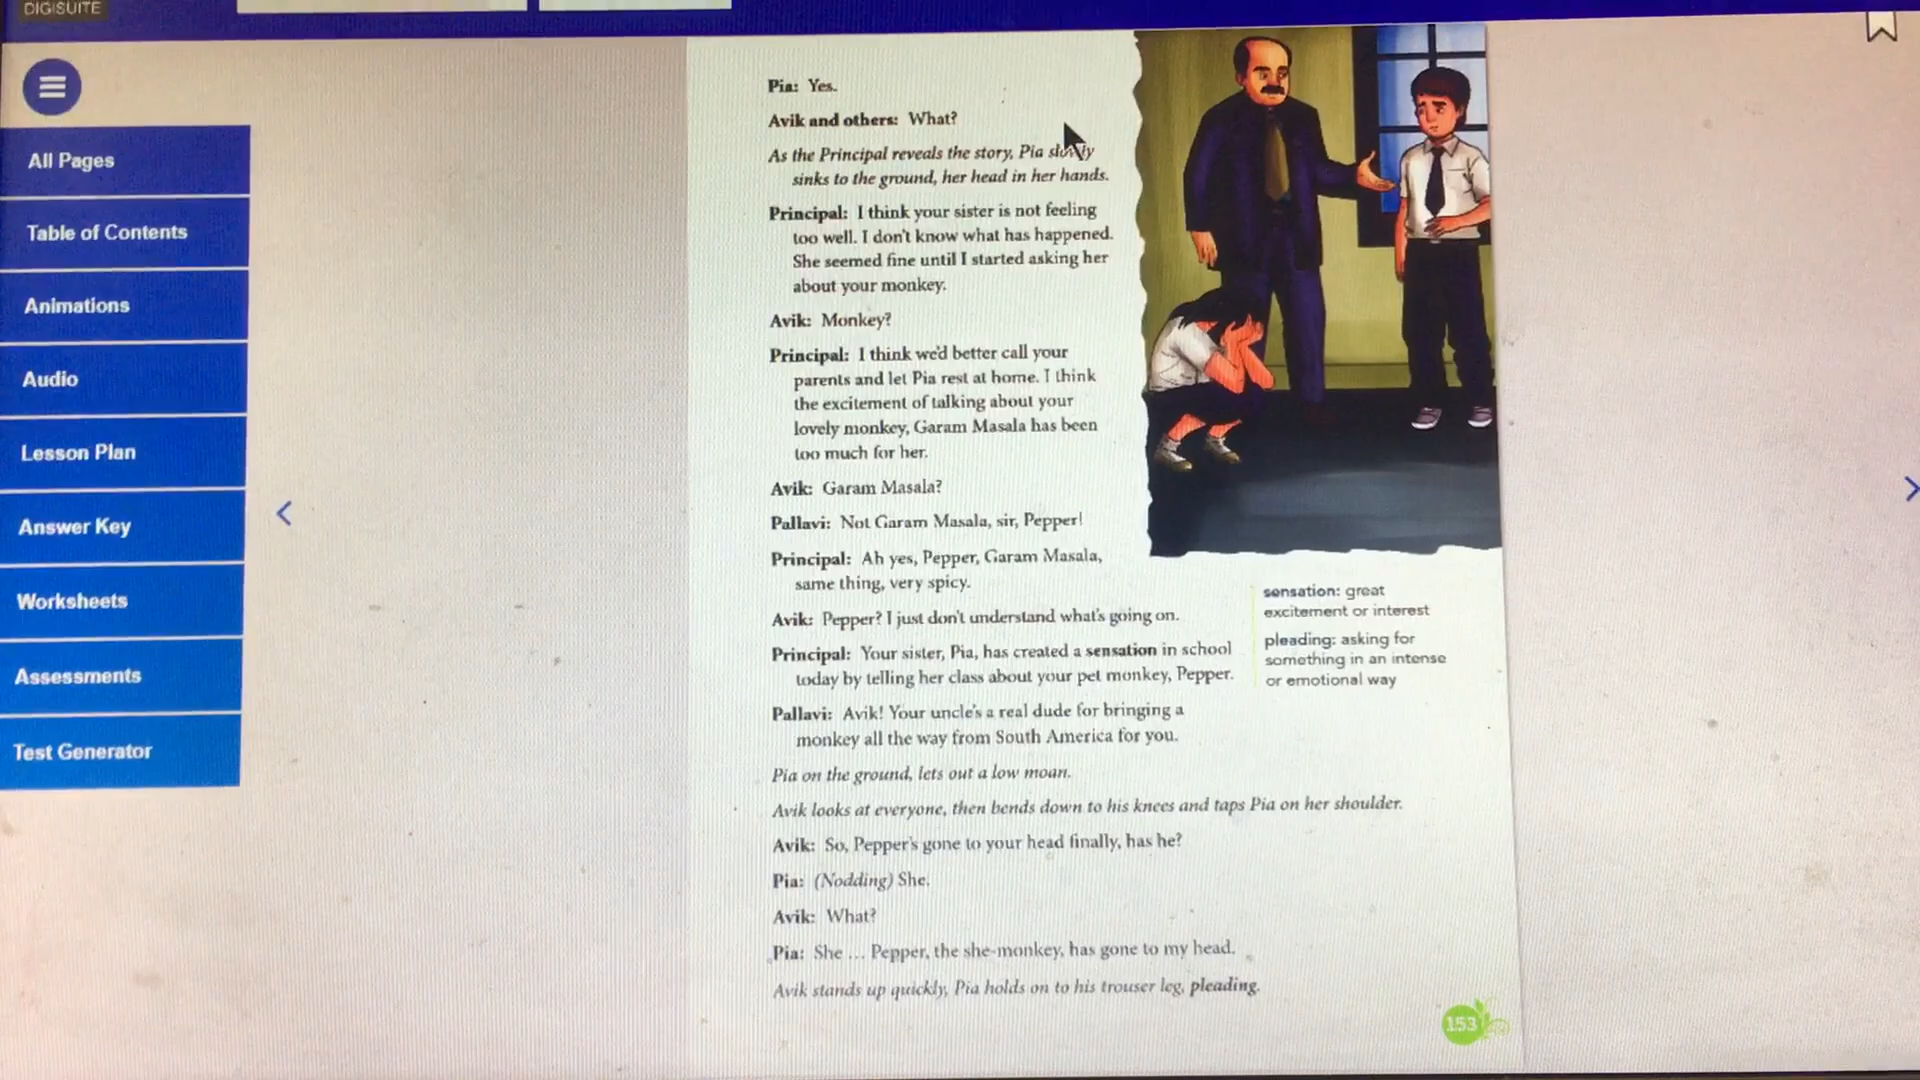 DIGISUITE
All Pages
Table of Contents
Animations
Audio
Lesson Plan
Answer Key
Worksheets
Assessments
Test Generator
Pia: Yes.
Avik and others: What?
As the Principal reveals the story, Pia slowly
sinks to the ground, her head in her hands.
Principal: I think your sister is not feeling
too well. I don't know what has happened.
She seemed fine until I started asking her
about your monkey.
Avik: Monkey?
Principal: I think we'd better call your
parents and let Pia rest at home. I think
the excitement of talking about your
lovely monkey, Garam Masala has been
too much for her.
Avik: Garam Masala?
Pallavi: Not Garam Masala, sir, Pepper!
Principal: Ah yes, Pepper, Garam Masala,
same thing, very spicy.
Avik: Pepper? I just don't understand what's going on.
Principal: Your sister, Pia, has created a sensation in school
today by telling her class about your pet monkey, Pepper.
Pallavi: Avik! Your uncle's a real dude for bringing a
monkey all the way from South America for you.
Pia on the ground, lets out a low moan.
Avik looks at everyone, then bends down to his knees and taps Pia on her shoulder.
Avik: So, Pepper's gone to your head finally, has he?
Pia: (Nodding) She.
Avik: What?
Pia: She ... Pepper, the she-monkey, has gone to my head.
Avik stands up quickly, Pia holds on to his trouser leg, pleading.
sensation: great
excitement or interest
pleading: asking for
something in an intense
or emotional way
153